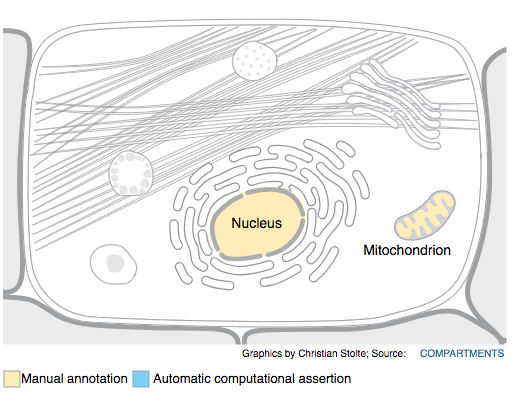 Nucleus
Mitochondrion
Graphics by Christian Stolte; Source: COMPARTMENTS
Manual annotation Automatic computational assertion